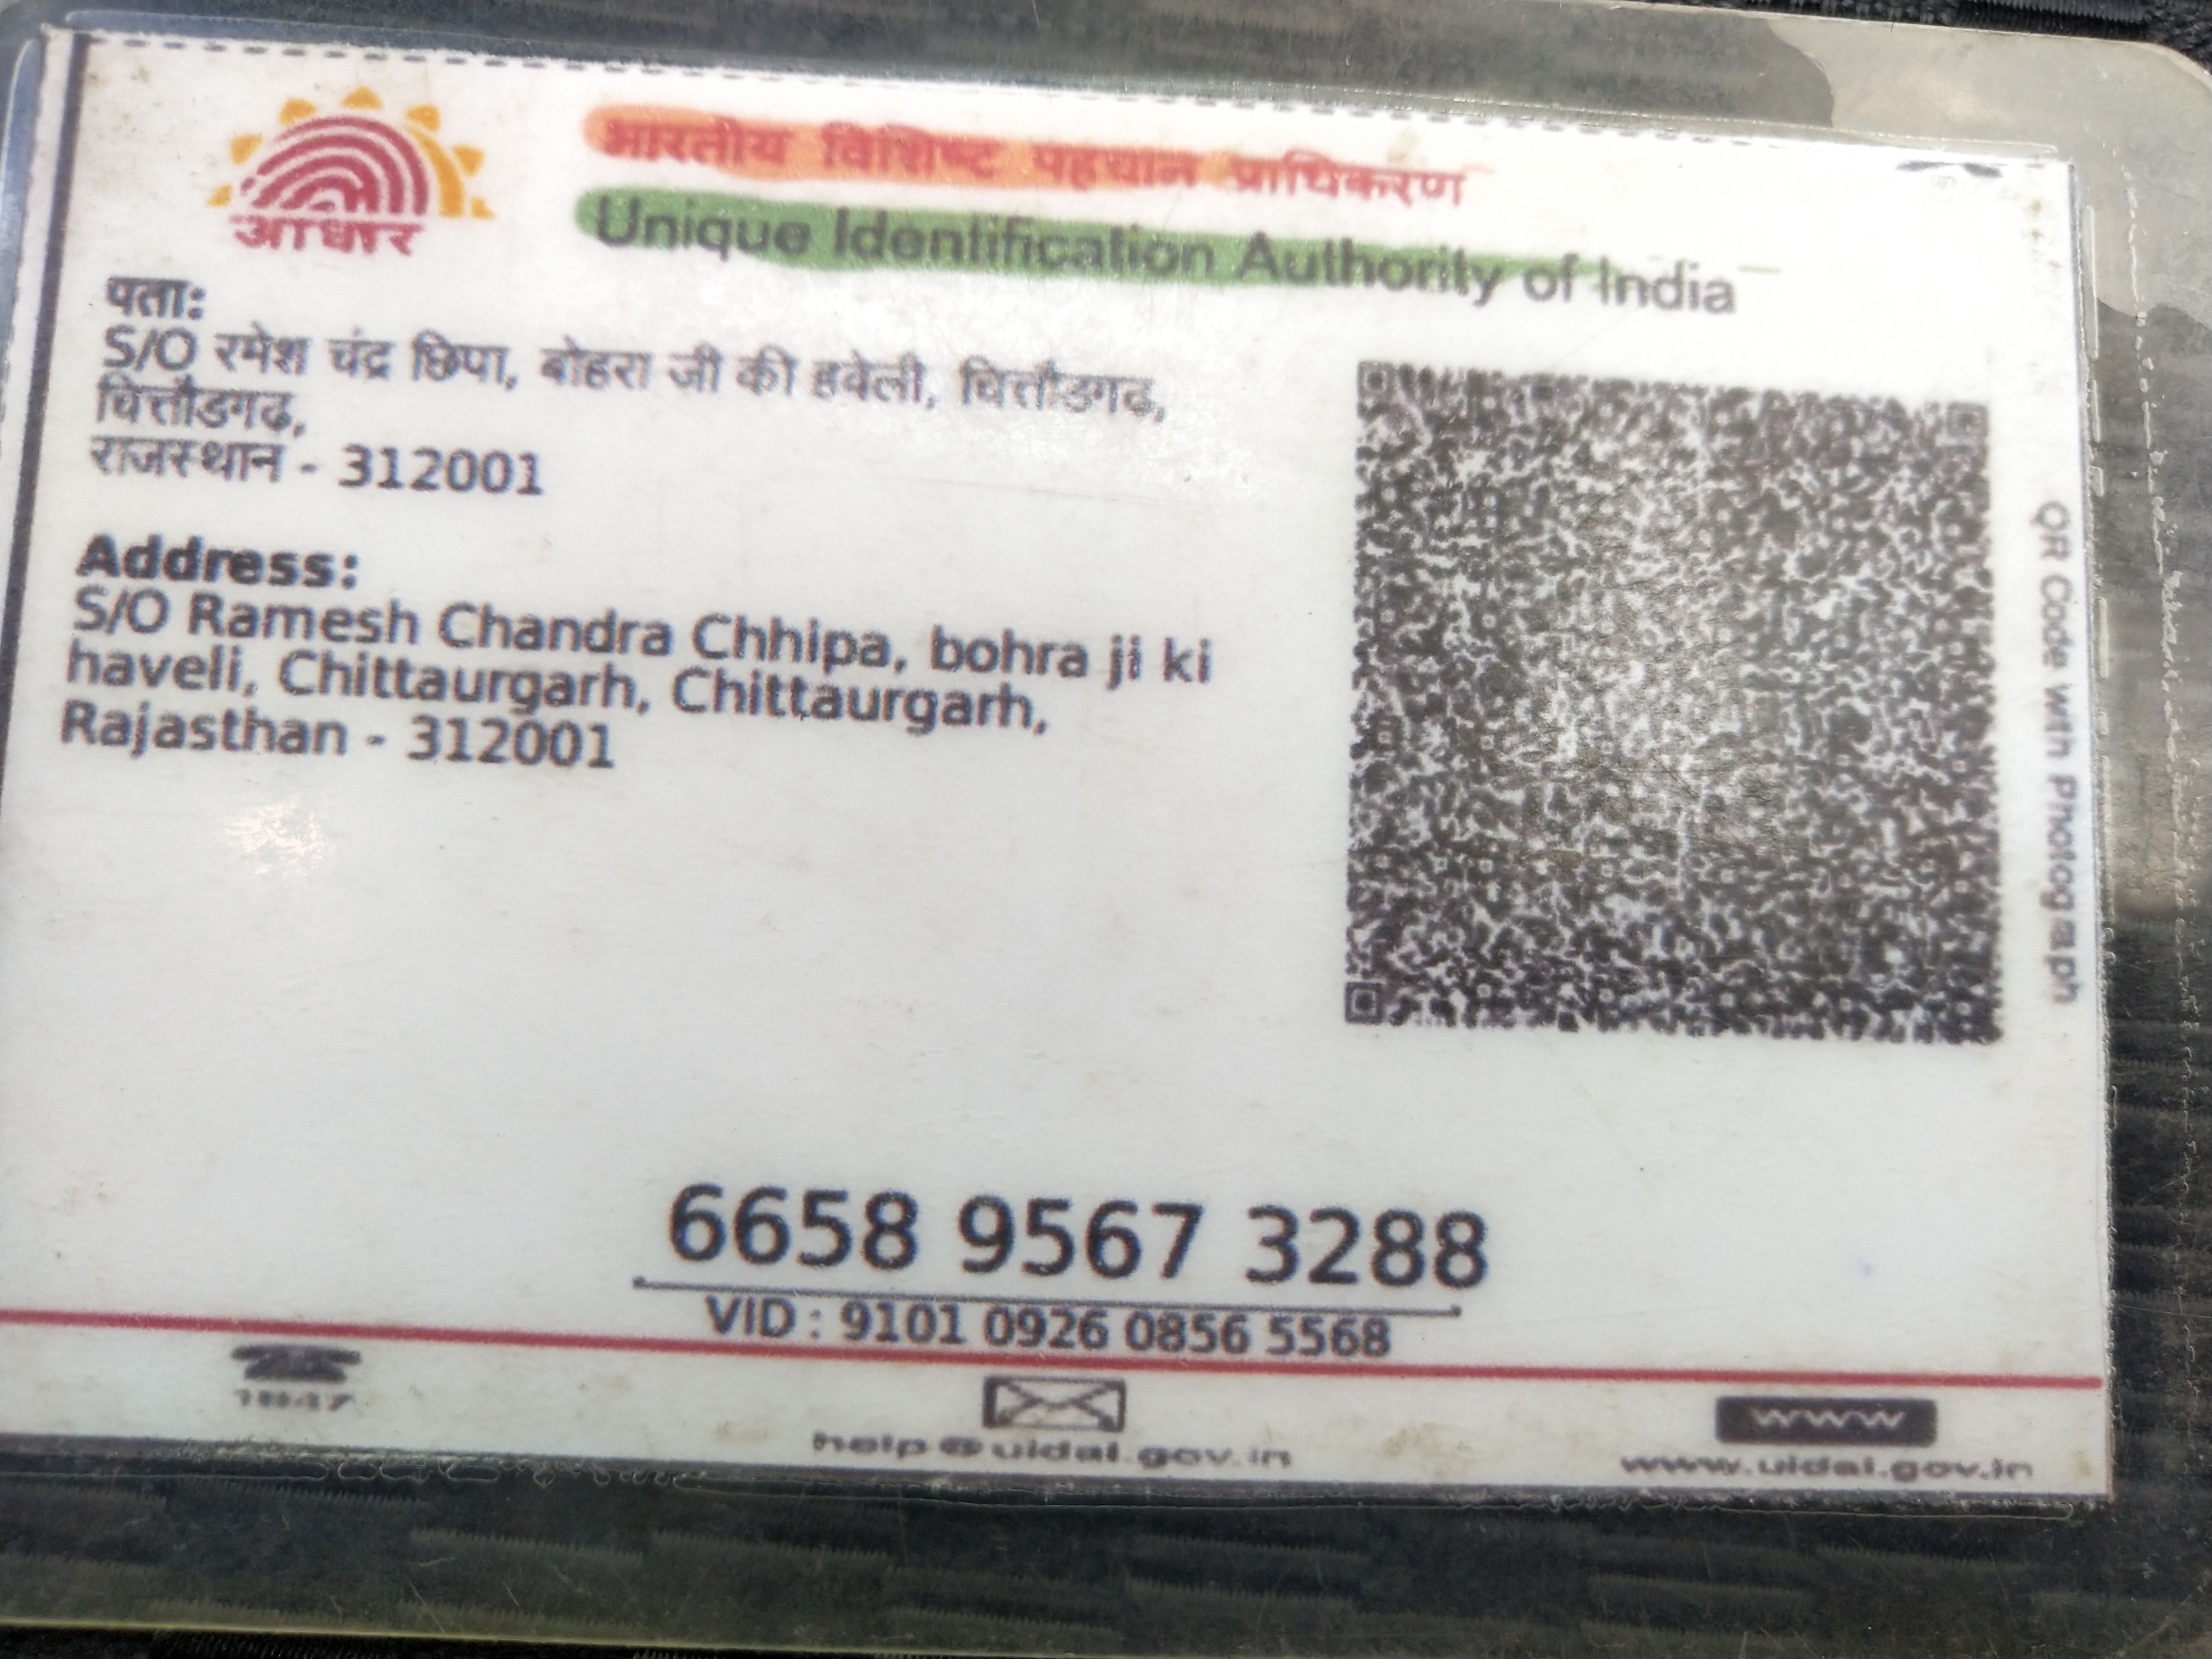 आधार
भारतीय विशिष्ट पहचान प्राधिकरण
Unique Identification Authority of India
पता:
S/O रमेश चंद्र छिपा, बोहरा जी की हवेली, चित्तौडगढ,
चित्तौडगढ,
राजस्थान - 312001
Address:
S/O Ramesh Chandra Chhipa, bohra ji ki
haveli, Chittaurgarh, Chittaurgarh,
Rajasthan - 312001
QR Code with Photograph
6658 9567 3288
VID : 9101 0926 0856 5568
1947
help@uidai.gov.in
www
www.uidai.gov.in